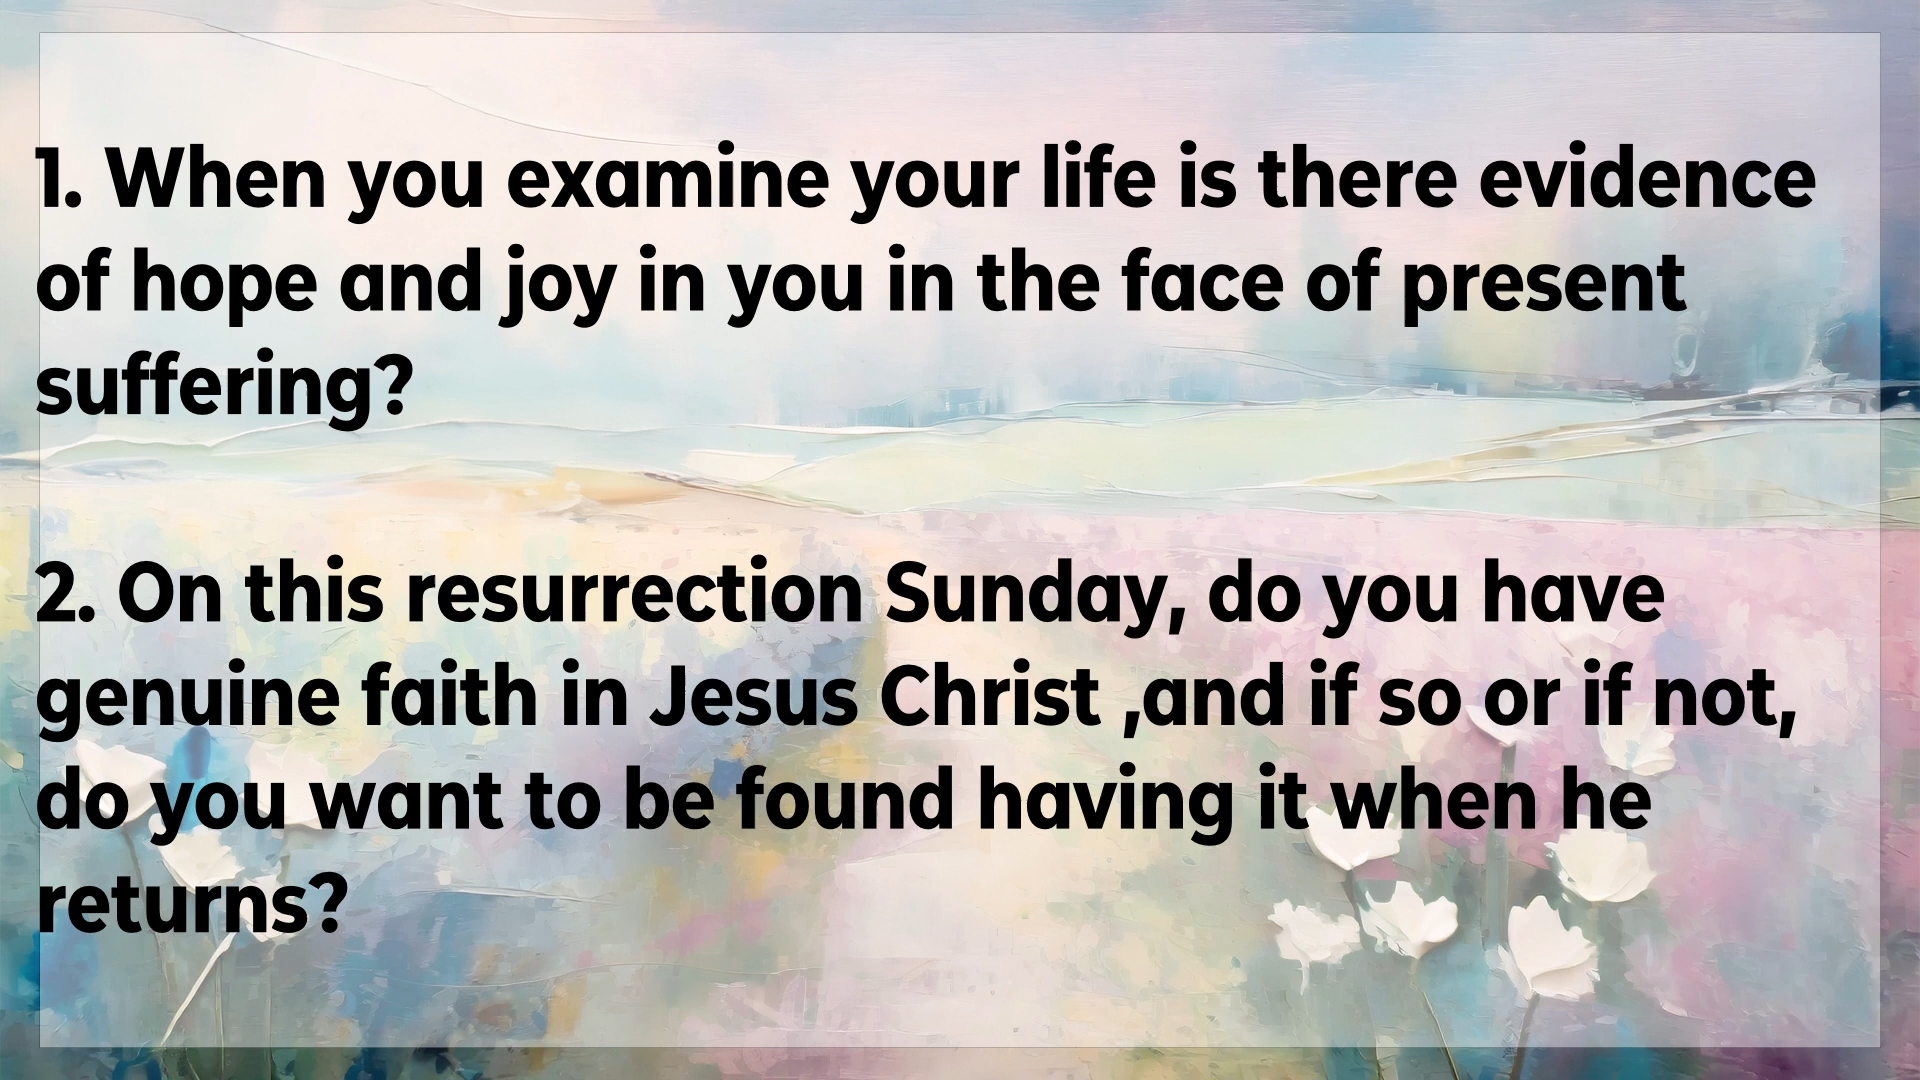 1. When you examine your life is there evidence
of hope and joy in you in the face of present
suffering?
2. On this resurrection Sunday, do you have
genuine faith in Jesus Christ ,and if so or if not,
do you want to be found having it when he
returns?